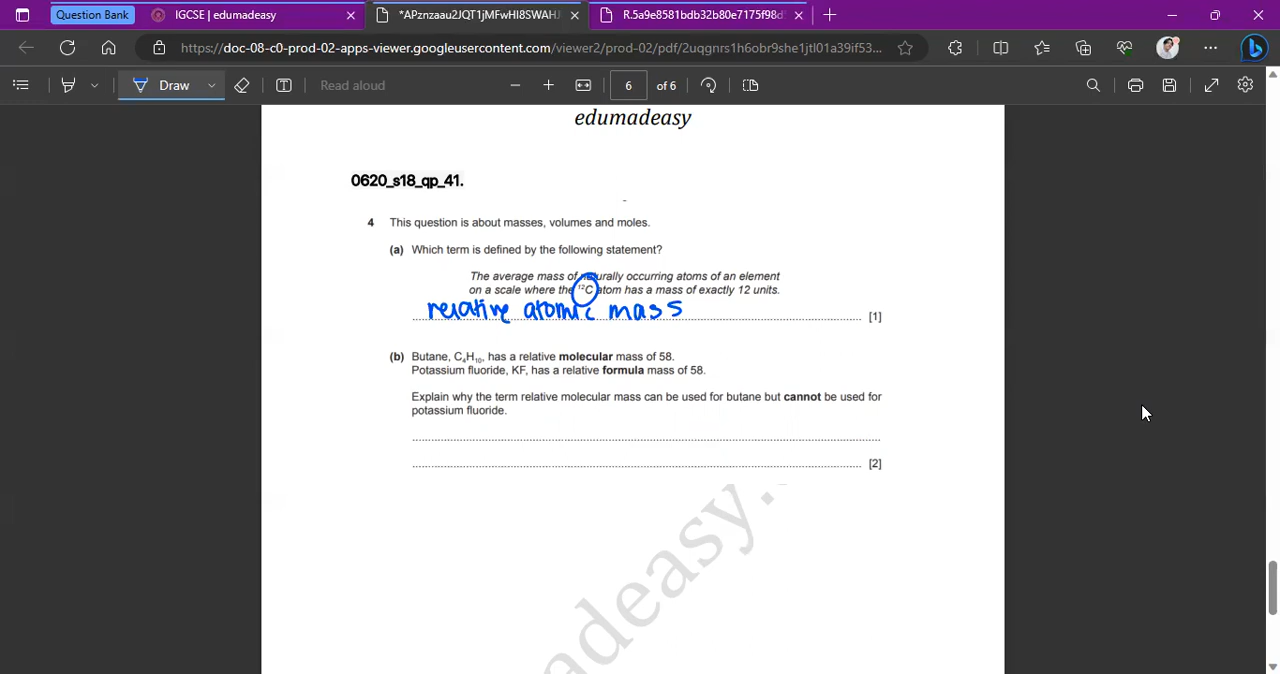 Question Bank
IGCSE | edumadeasy
*APznzaau2JQT1jMFwHI8SWAH
R.5a9e8581bdb32b80e7175f98d
https://doc-08-c0-prod-02-apps-viewer.googleusercontent.com/viewer2/prod-02/pdf/2uqgnrs1h6obr9she1jtl01a39if53...
Draw
Read aloud
6 of 6
edumadeasy
0620_s18_qp_41.
4 This question is about masses, volumes and moles.
(a) Which term is defined by the following statement?
The average mass of naturally occurring atoms of an element
on a scale where the ¹²C atom has a mass of exactly 12 units.
relative atomic mass
[1]
(b) Butane, C₄H₁₀, has a relative molecular mass of 58.
Potassium fluoride, KF, has a relative formula mass of 58.
Explain why the term relative molecular mass can be used for butane but cannot be used for
potassium fluoride.
[2]
adeasy.